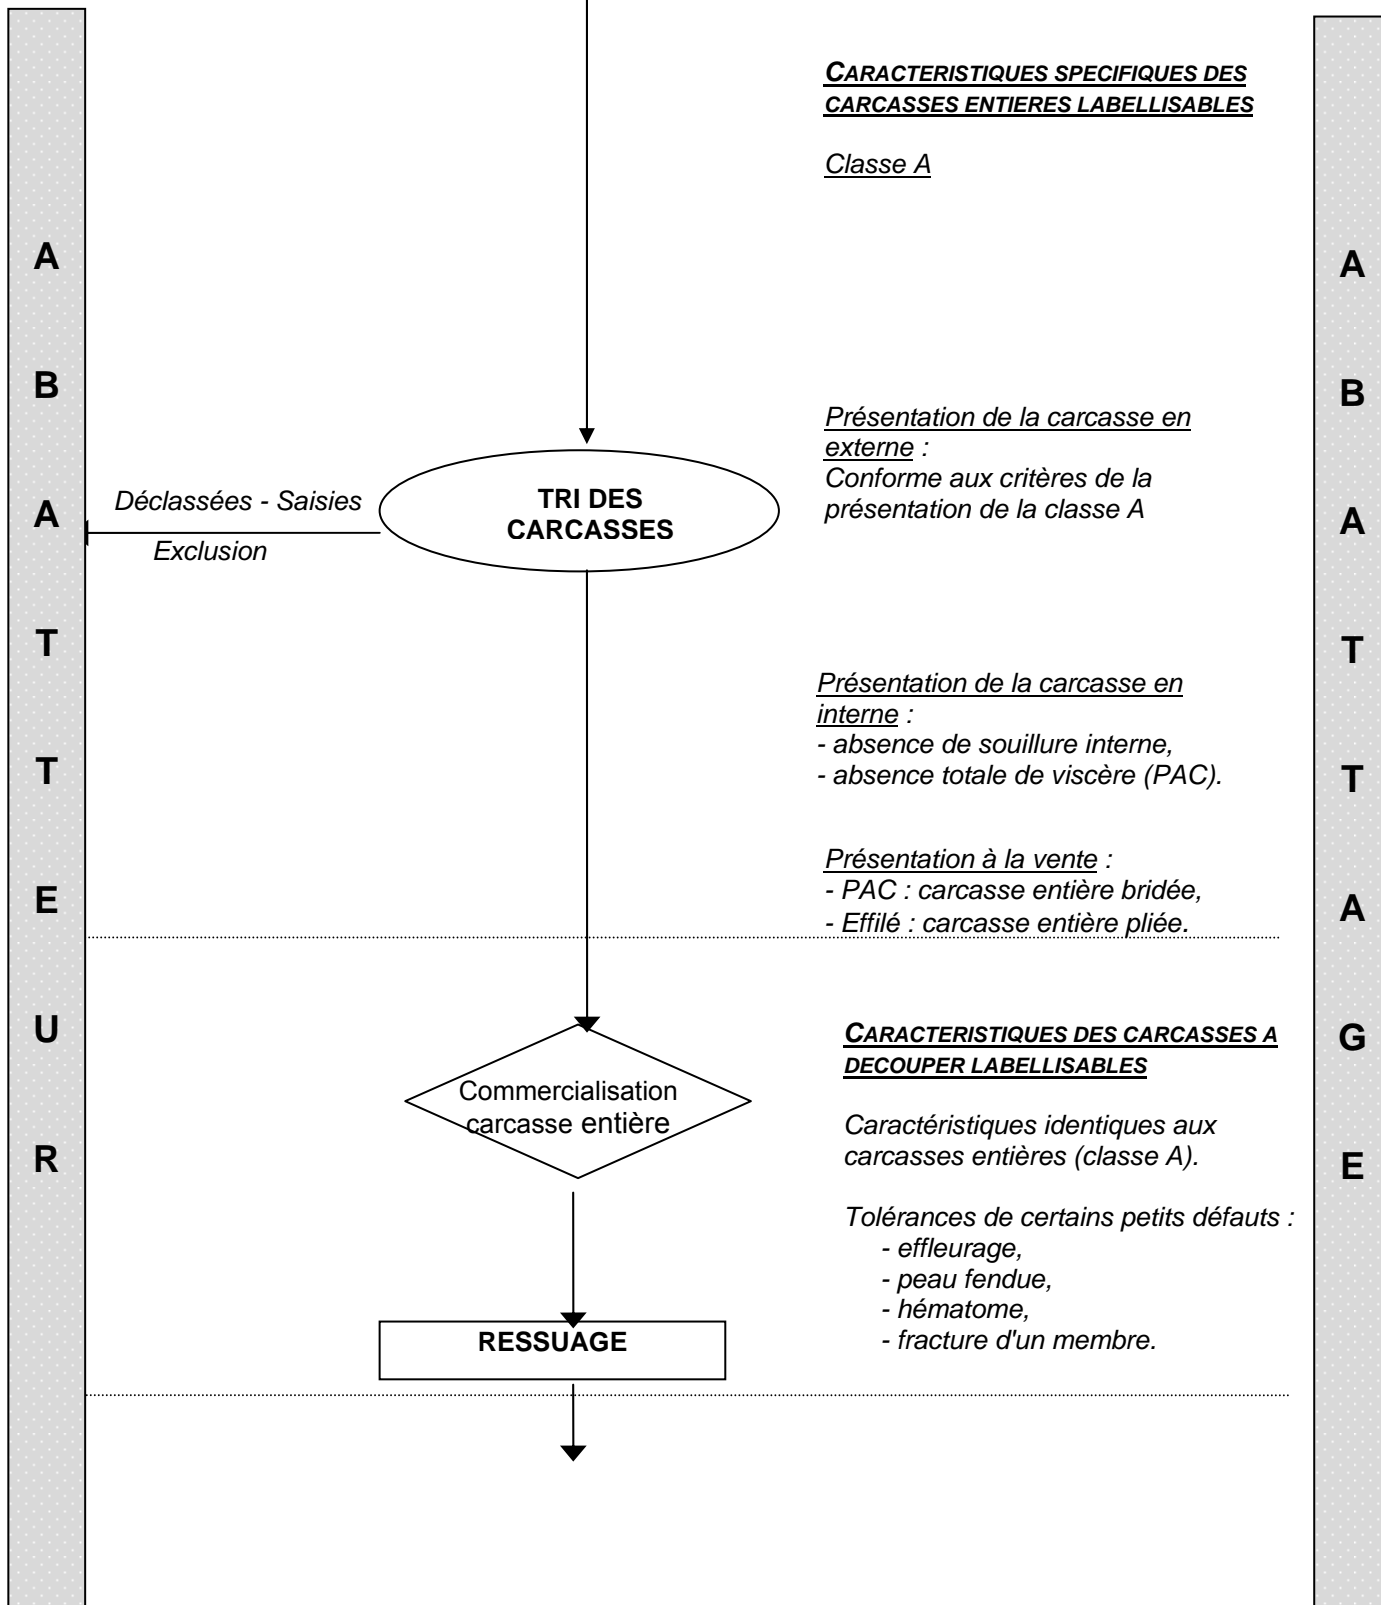 A
B
A
T
T
E
U
R
CARACTERISTIQUES SPECIFIQUES DES
CARCASSES ENTIERES LABELLISABLES
Classe A
Présentation de la carcasse en
externe :
Conforme aux critères de la
présentation de la classe A
TRI DES
CARCASSES
Déclassées - Saisies
Exclusion
Présentation de la carcasse en
interne :
- absence de souillure interne,
- absence totale de viscère (PAC).
Présentation à la vente :
- PAC : carcasse entière bridée,
- Effilé : carcasse entière pliée.
Commercialisation
carcasse entière
CARACTERISTIQUES DES CARCASSES A
DECOUPER LABELLISABLES
Caractéristiques identiques aux
carcasses entières (classe A).
Tolérances de certains petits défauts :
- effleurage,
- peau fendue,
- hématome,
- fracture d'un membre.
RESSUAGE
A
B
A
T
T
A
G
E